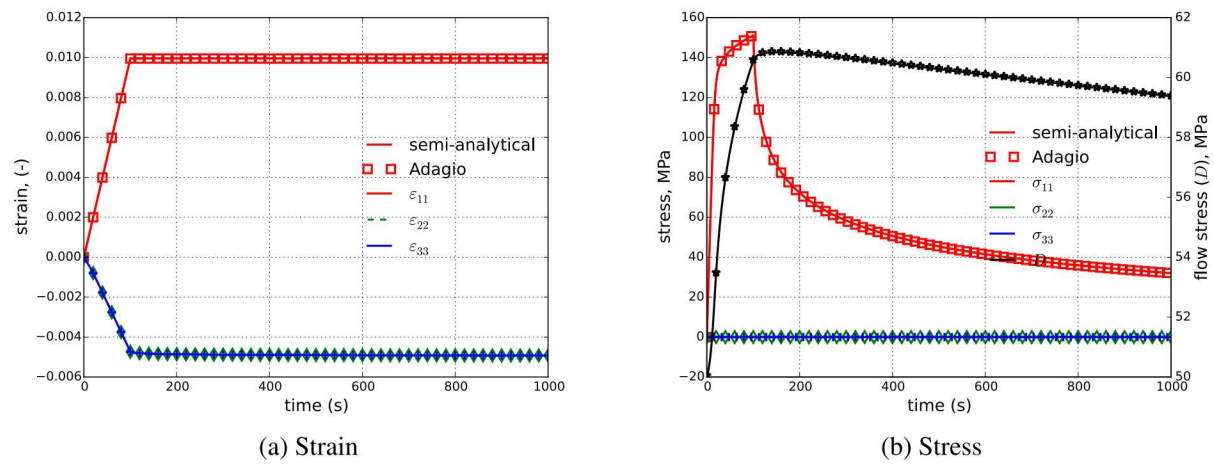 0.012
0.010
0.008
0.006
0.004
0.002
0.000
−0.002
−0.004
−0.006
strain, (-)
semi-analytical
Adagio
ε11
ε22
ε33
0 200 400 600 800 1000
time (s)
(a) Strain
160
140
120
100
80
60
40
20
0
−20
stress, MPa
semi-analytical
Adagio
σ11
σ22
σ33
D
62
60
58
56
54
52
51
50
flow stress (D), MPa
0 200 400 600 800 1000
time (s)
(b) Stress